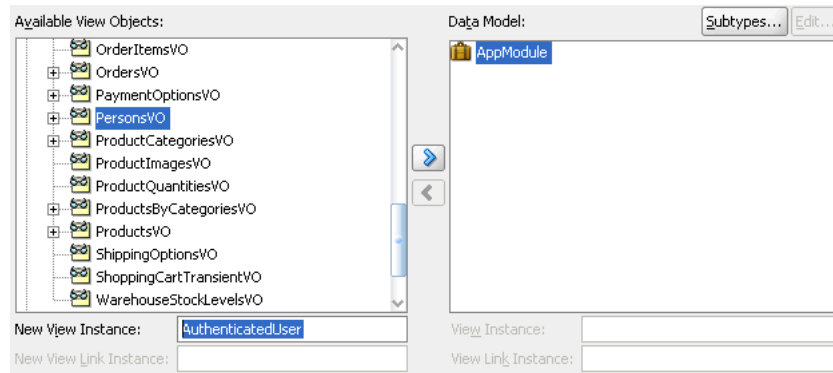 Available View Objects:
Data Model:
Subtypes...
Edit...
OrderItemsVO
OrdersVO
PaymentOptionsVO
PersonsVO
ProductCategoriesVO
ProductImagesVO
ProductQuantitiesVO
ProductsByCategoriesVO
ProductsVO
ShippingOptionsVO
ShoppingCartTransientVO
WarehouseStockLevelsVO
AppModule
New View Instance:
AuthenticatedUser
New View Link Instance:
View Instance:
View Link Instance: